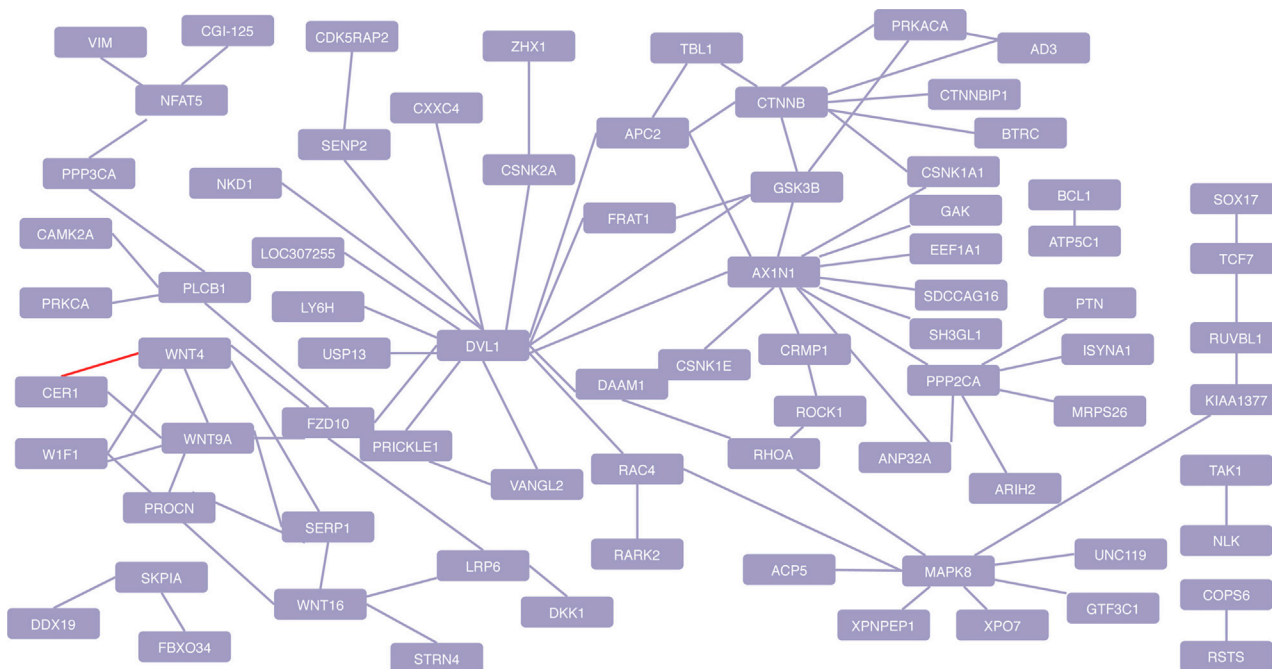 VIM
CGI-125
CDK5RAP2
ZHX1
TBL1
PRKACA
AD3
NFAT5
CXXC4
CTNNB
CTNNBIP1
SENP2
APC2
BTRC
PPP3CA
NKD1
CSNK2A
GSK3B
CSNK1A1
BCL1
SOX17
CAMK2A
FRAT1
GAK
LOC307255
EEF1A1
ATP5C1
TCF7
PRKCA
PLCB1
AX1N1
SDCCAG16
PTN
LY6H
SH3GL1
WNT4
USP13
DVL1
CSNK1E
CRMP1
ISYNA1
RUVBL1
CER1
DAAM1
PPP2CA
KIAA1377
WNT9A
FZD10
PRICKLE1
ROCK1
MRPS26
W1F1
RHOA
ANP32A
RAC4
VANGL2
ARIH2
TAK1
PROCN
SERP1
NLK
RARK2
UNC119
LRP6
ACP5
MAPK8
SKPIA
WNT16
DKK1
GTF3C1
COPS6
DDX19
FBXO34
STRN4
XPNPEP1
XPO7
RSTS